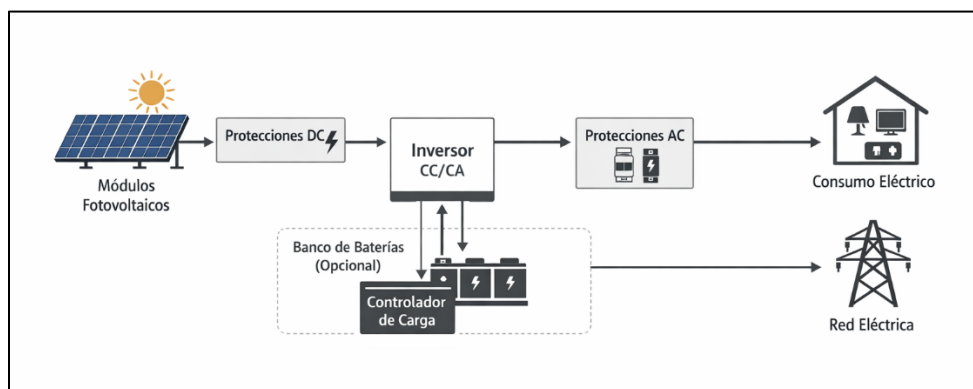 Módulos
Fotovoltaicos
Protecciones DC
Inversor
CC/CA
Protecciones AC
Consumo Eléctrico
Banco de Baterías
(Opcional)
Controlador
de Carga
Red Eléctrica